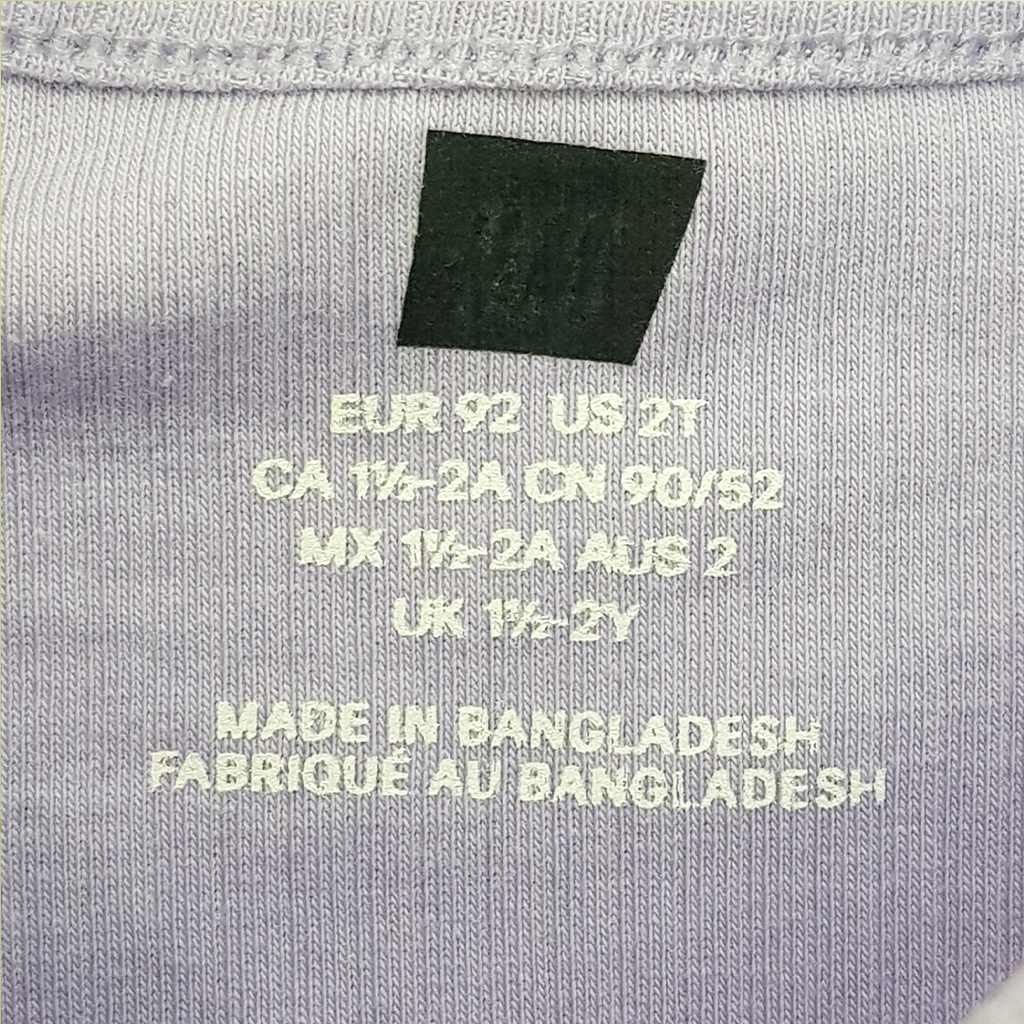 EUR 92 US 2T
CA 1½-2A CN 90/52
MX 1½-2A AUS 2
UK 1½-2Y
MADE IN BANGLADESH
FABRIQUÉ AU BANGLADESH